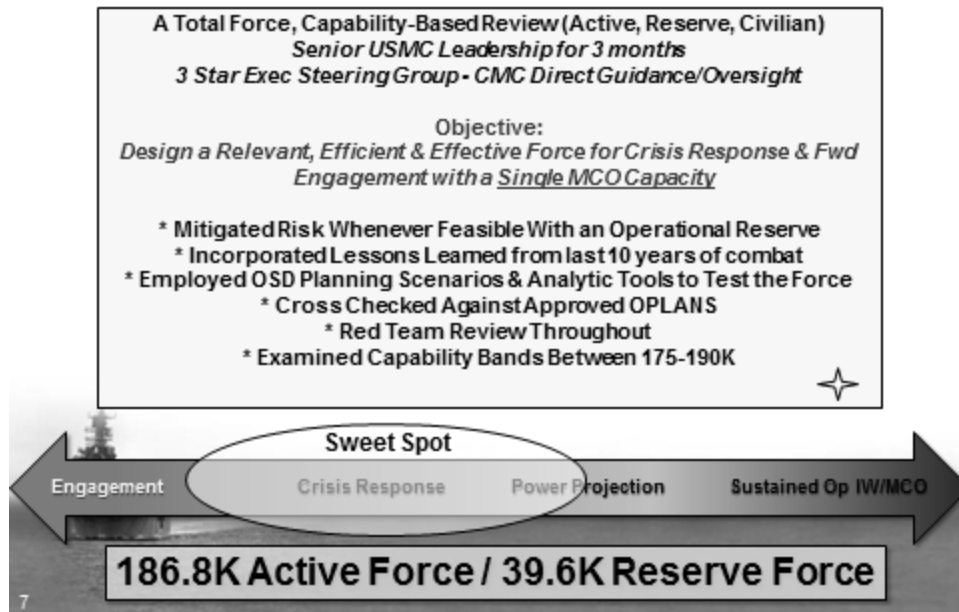 A Total Force, Capability-Based Review (Active, Reserve, Civilian)
Senior USMC Leadership for 3 months
3 Star Exec Steering Group - CMC Direct Guidance/Oversight
Objective:
Design a Relevant, Efficient & Effective Force for Crisis Response & Fwd
Engagement with a Single MCO Capacity
* Mitigated Risk Whenever Feasible With an Operational Reserve
* Incorporated Lessons Learned from last 10 years of combat
* Employed OSD Planning Scenarios & Analytic Tools to Test the Force
* Cross Checked Against Approved OPLANS
* Red Team Review Throughout
* Examined Capability Bands Between 175-190K
Sweet Spot
Engagement Crisis Response Power Projection Sustained Op IW/MCO
186.8K Active Force / 39.6K Reserve Force
7